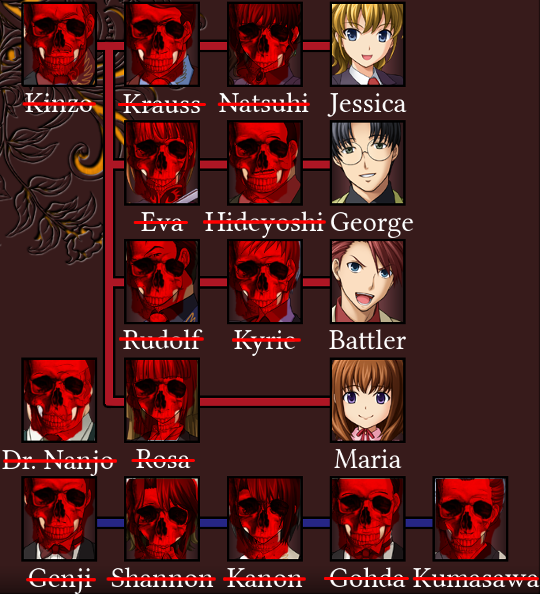 Kinzo Krauss Natsuhi Jessica
Eva Hideyoshi George
Rudolf Kyrie Battler
Dr. Nanjo Rosa Maria
Genji Shannon Kanon Gohda Kumasawa